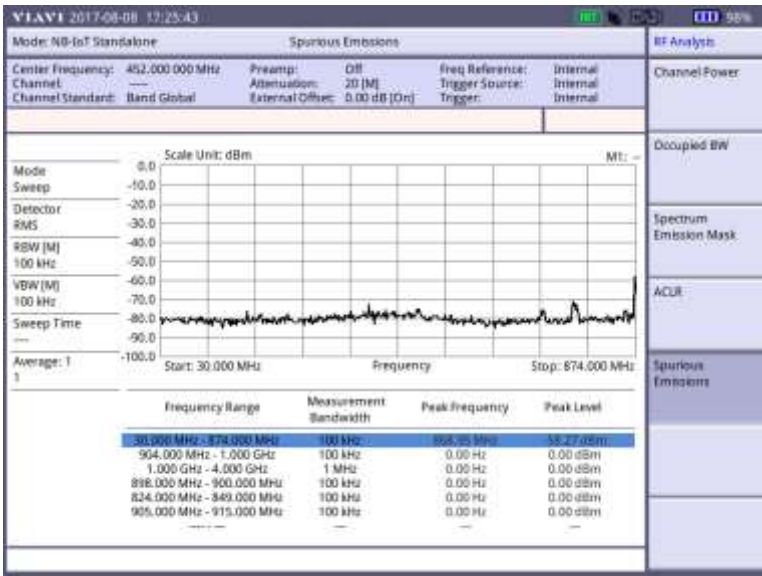 VIAVI 2017-08-08 17:25:43
INT
98%
Mode: NB-IoT Standalone
Spurious Emissions
RF Analysis
Center Frequency: 452.000 000 MHz
Preamp: Off
Freq Reference: Internal
Channel: ----
Attenuation: 20 [M]
Trigger Source: Internal
Channel Standard: Band Global
External Offset: 0.00 dB [On]
Trigger: Internal
Channel Power
Occupied BW
Spectrum
Emission Mask
ACLR
Spurious
Emissions
Mode
Sweep
Detector
RMS
RBW [M]
100 kHz
VBW [M]
100 kHz
Sweep Time
----
Average: 1
1
Scale Unit: dBm
M1: --
0.0
-10.0
-20.0
-30.0
-40.0
-50.0
-60.0
-70.0
-80.0
-90.0
-100.0
Start: 30.000 MHz
Frequency
Stop: 874.000 MHz
Frequency Range
Measurement
Bandwidth
Peak Frequency
Peak Level
30.000 MHz - 874.000 MHz 100 kHz MHz -58.27 dBm
904.000 MHz - 1.000 GHz 100 kHz 0.00 Hz 0.00 dBm
1.000 GHz - 4.000 GHz 1 MHz 0.00 Hz 0.00 dBm
898.000 MHz - 900.000 MHz 100 kHz 0.00 Hz 0.00 dBm
824.000 MHz - 849.000 MHz 100 kHz 0.00 Hz 0.00 dBm
905.000 MHz - 915.000 MHz 100 kHz 0.00 Hz 0.00 dBm